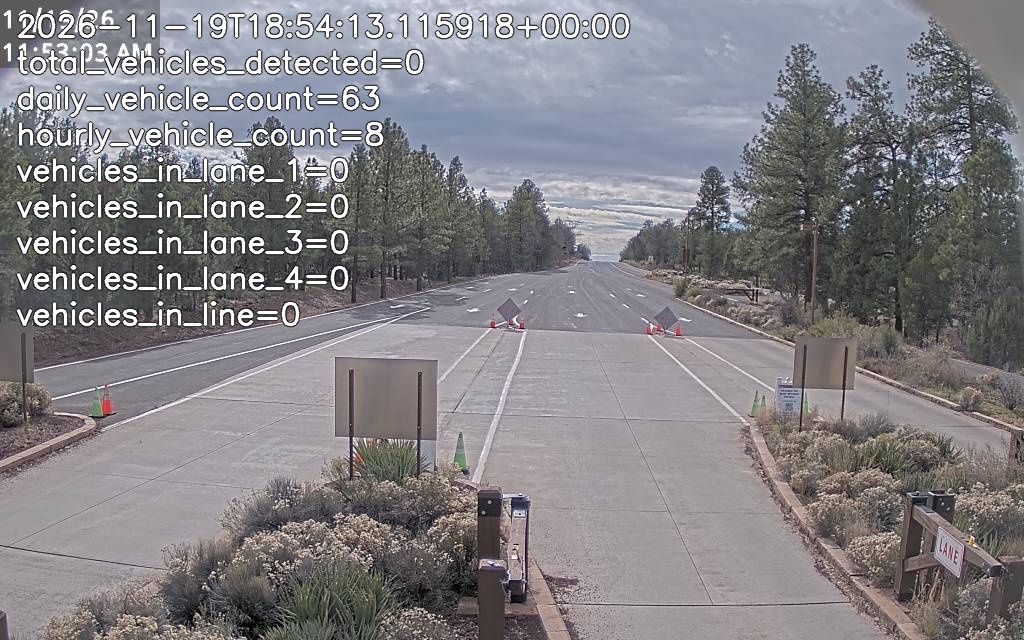 2026-11-19T18:54:13.115918+00:00
11:53:03 AM
total_vehicles_detected=0
daily_vehicle_count=63
hourly_vehicle_count=8
vehicles_in_lane_1=0
vehicles_in_lane_2=0
vehicles_in_lane_3=0
vehicles_in_lane_4=0
vehicles_in_line=0
LANE